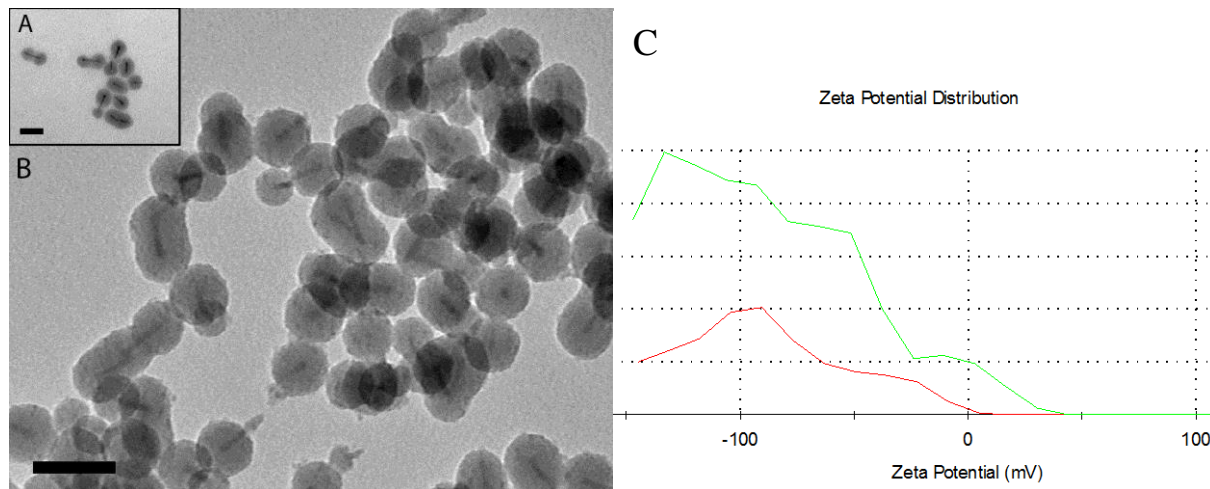 A
B
C
Zeta Potential Distribution
-100
0
100
Zeta Potential (mV)